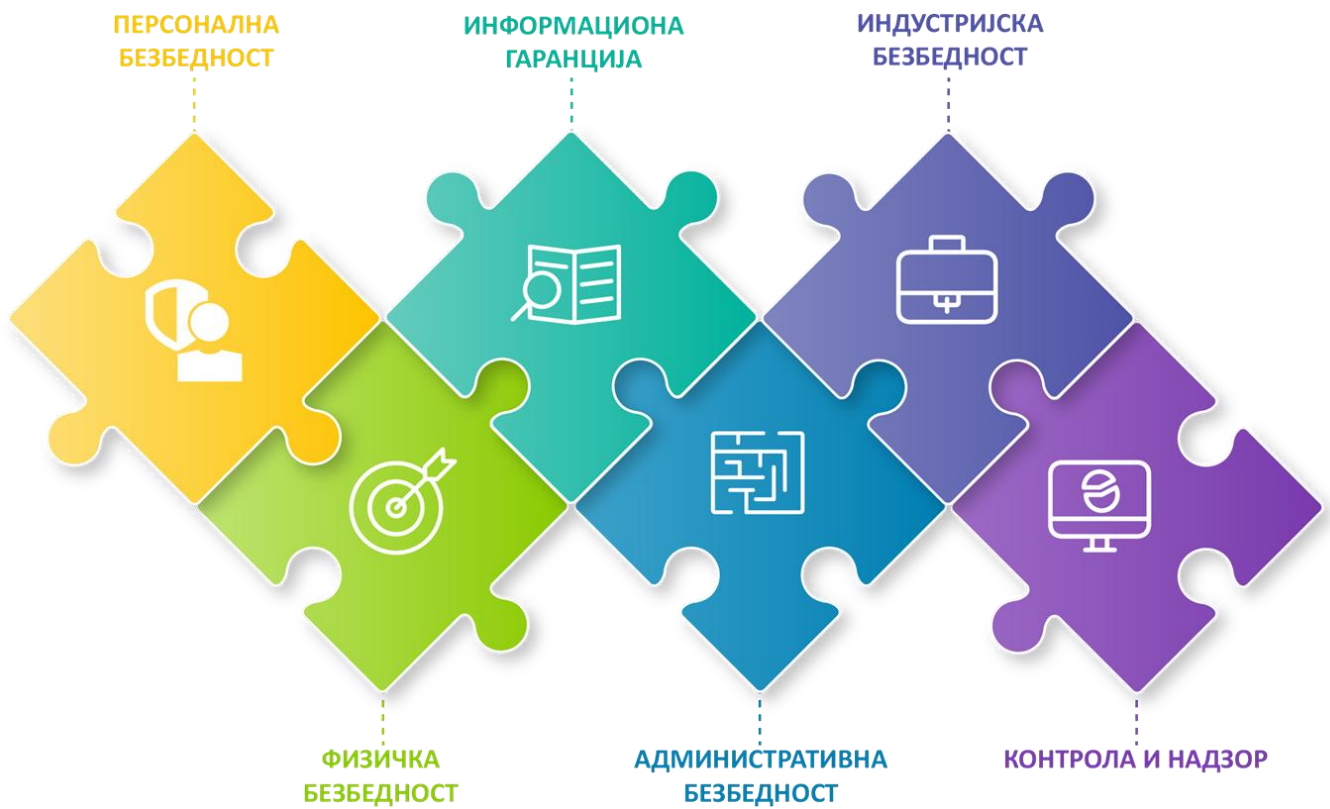 ПЕРСОНАЛНА
БЕЗБЕДНОСТ
ИНФОРМАЦИОНА
ГАРАНЦИЈА
ИНДУСТРИЈСКА
БЕЗБЕДНОСТ
ФИЗИЧКА
БЕЗБЕДНОСТ
АДМИНИСТРАТИВНА
БЕЗБЕДНОСТ
КОНТРОЛА И НАДЗОР